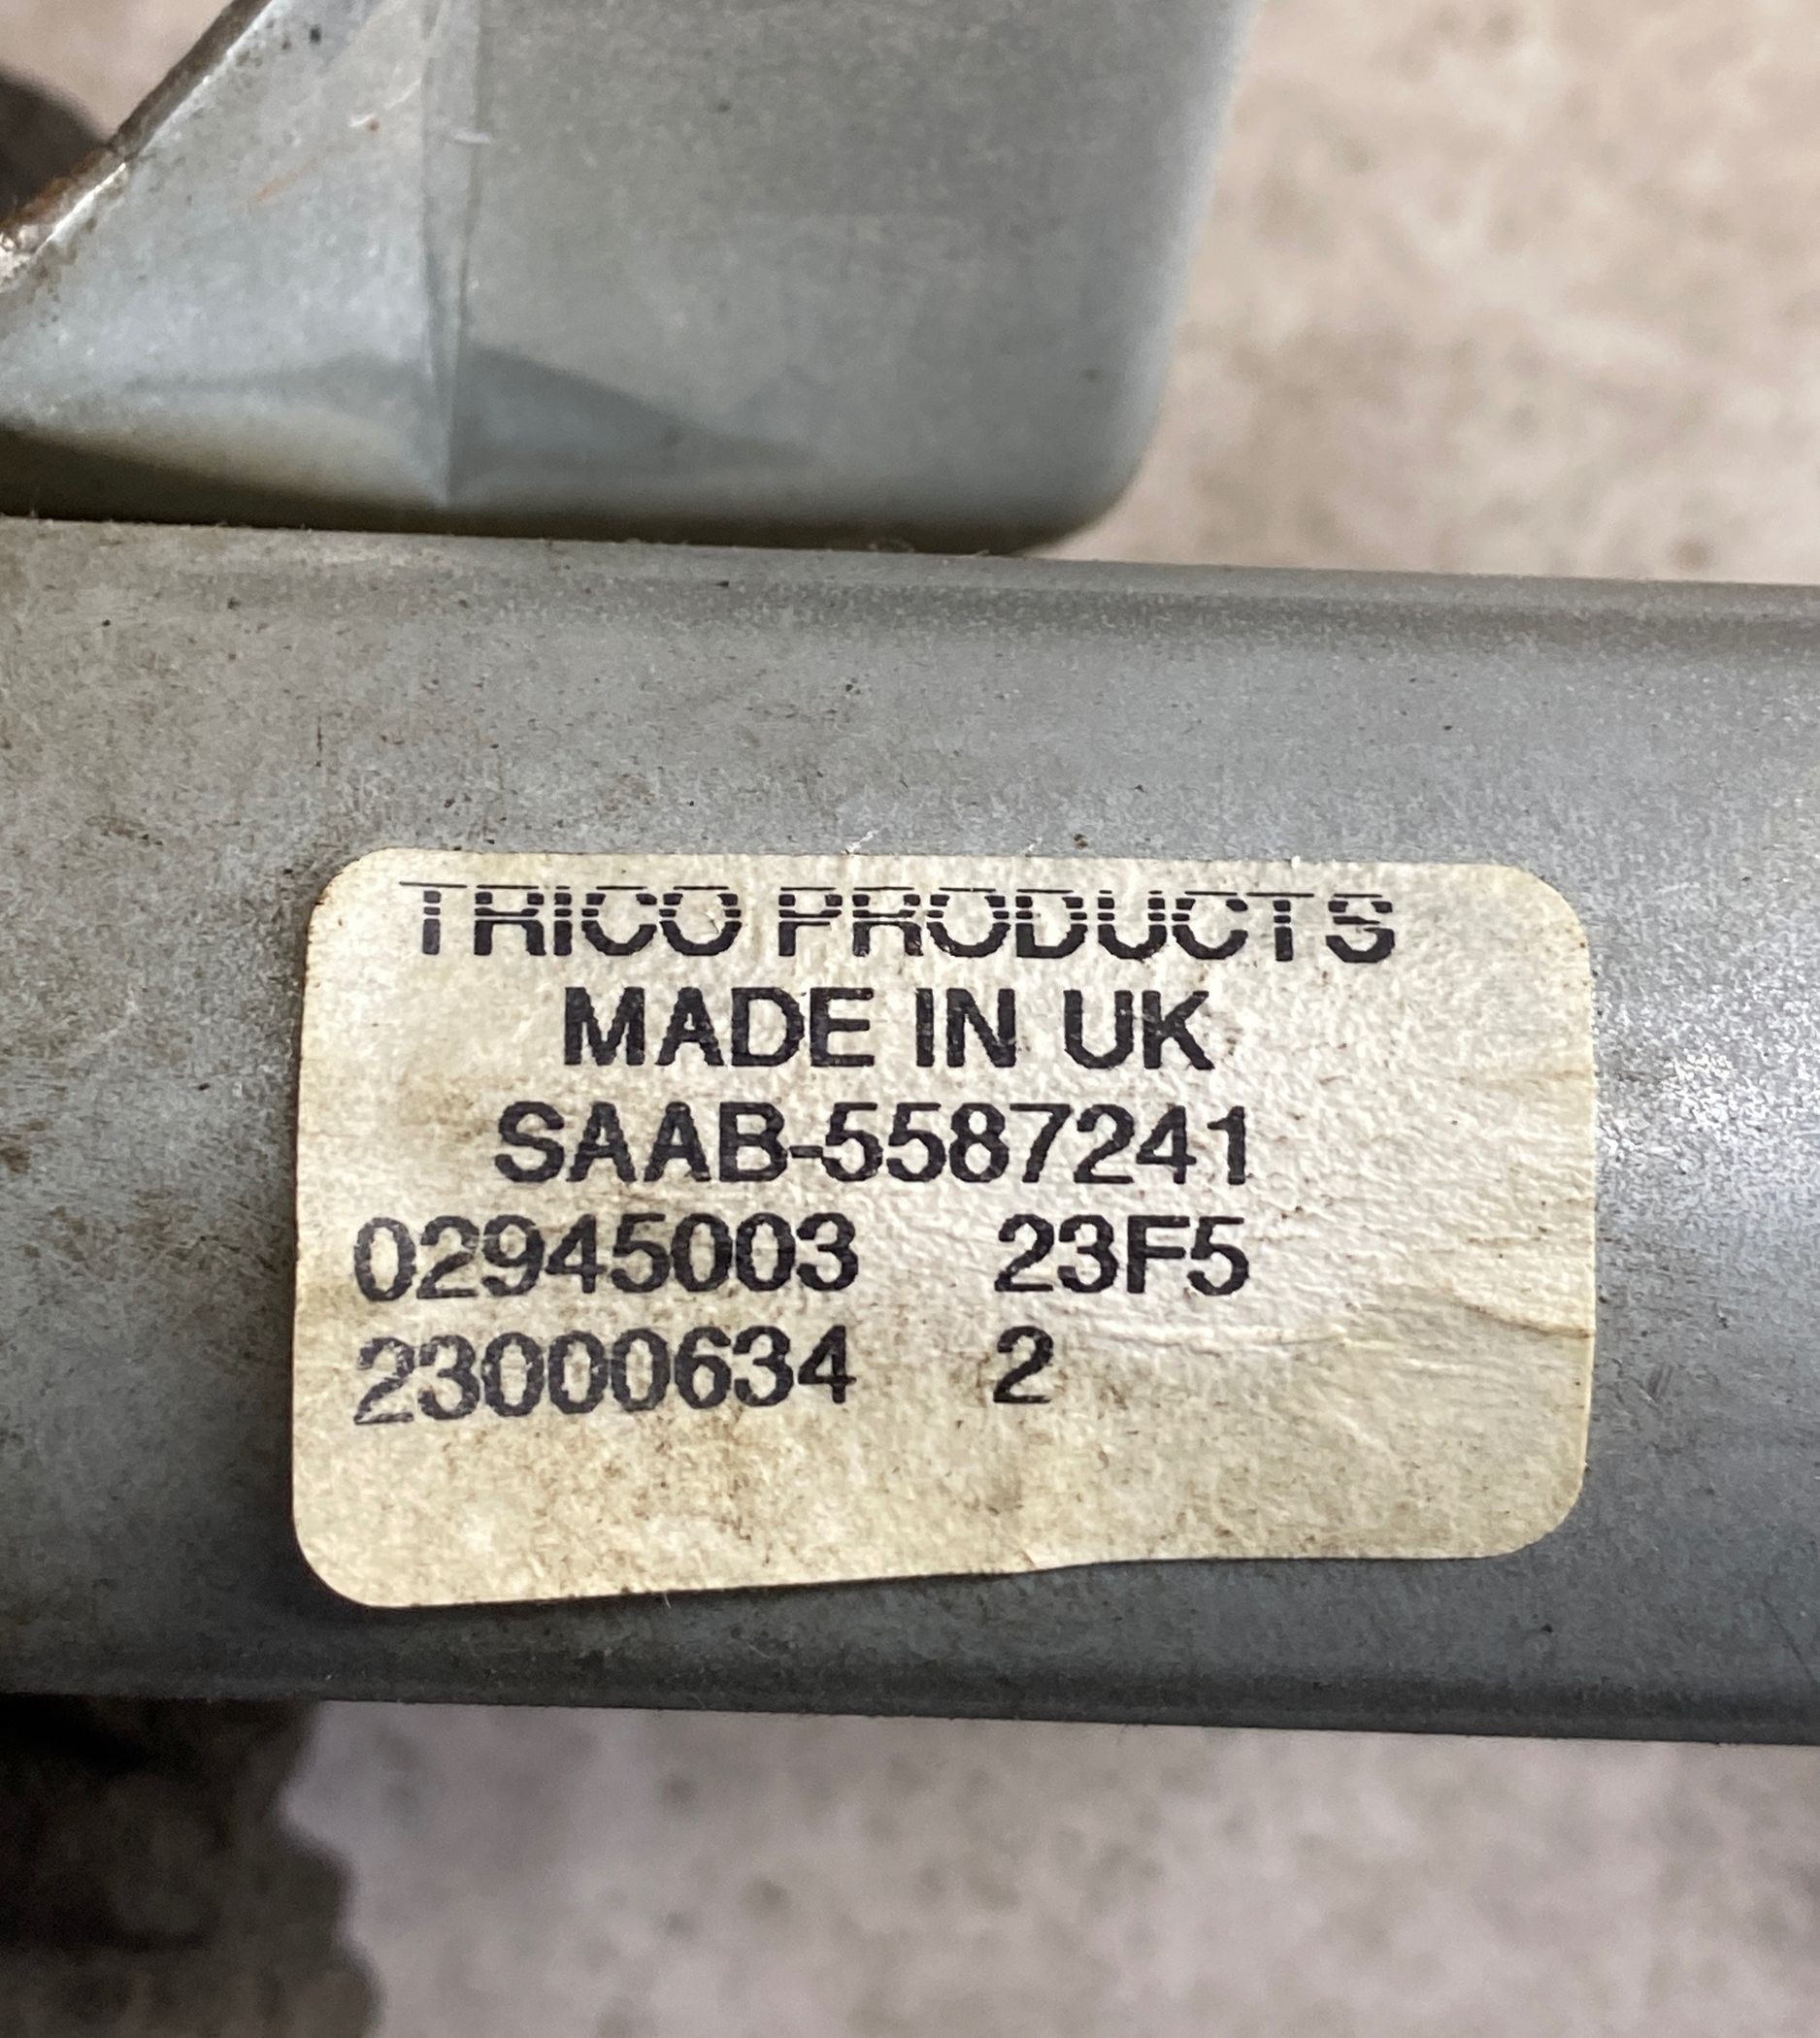 TRICO PRODUCTS
MADE IN UK
SAAB-5587241
02945003 23F5
23000634 2